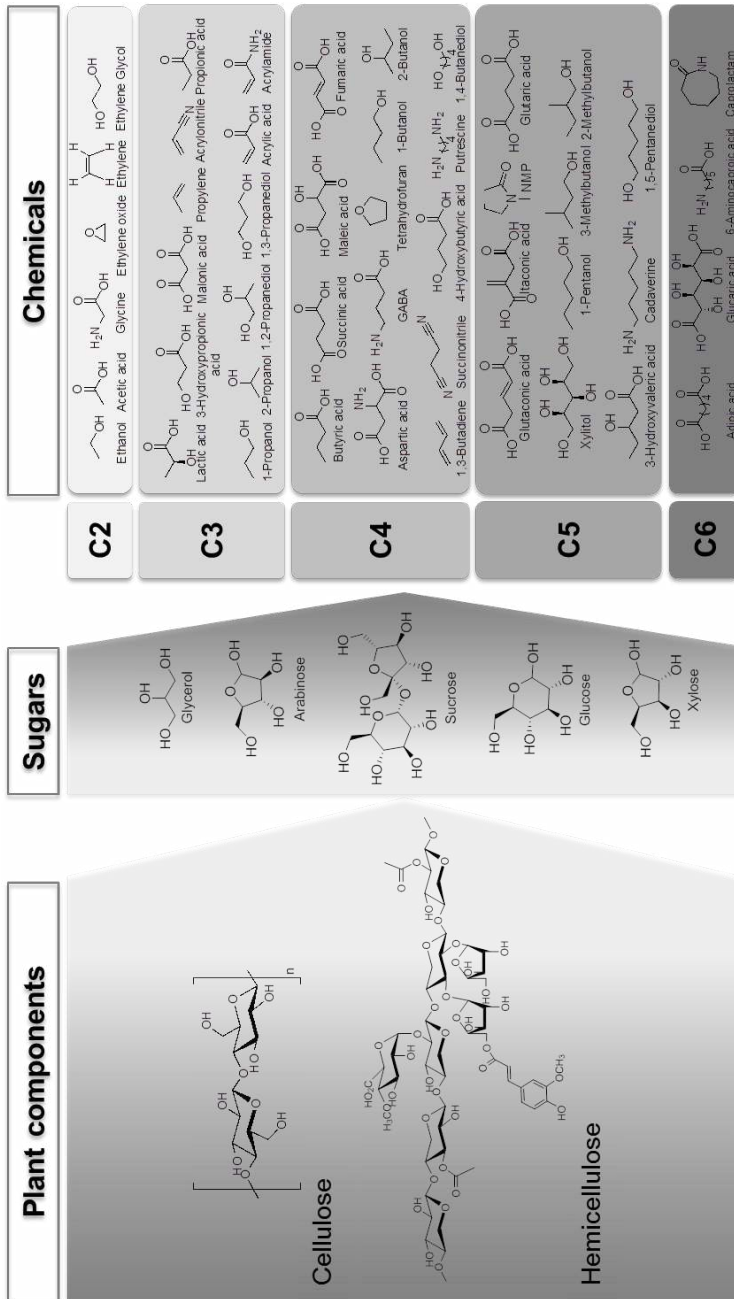 Plant components
Sugars
Chemicals
Cellulose
Hemicellulose
Glycerol
Arabinose
Sucrose
Glucose
Xylose
C2
Ethanol Acetic acid Glycine Ethylene oxide Ethylene Ethylene Glycol
C3
Lactic acid 3-Hydroxypropionic acid Malonic acid Propylene Acrylonitrile Propionic acid
1-Propanol 2-Propanol 1,2-Propanediol 1,3-Propanediol Acrylic acid Acrylamide
C4
Butyric acid Succinic acid Maleic acid Fumaric acid
Aspartic acid GABA Tetrahydrofuran 1-Butanol 2-Butanol
1,3-Butadiene Succinonitrile 4-Hydroxybutyric acid Putrescine 1,4-Butanediol
C5
Glutaconic acid Itaconic acid NMP Glutaric acid
Xylitol 1-Pentanol 3-Methylbutanol 2-Methylbutanol
3-Hydroxyvaleric acid Cadaverine 1,5-Pentanediol
C6
Adipic acid Glucaric acid 6-Aminocaproic acid Caprolactam